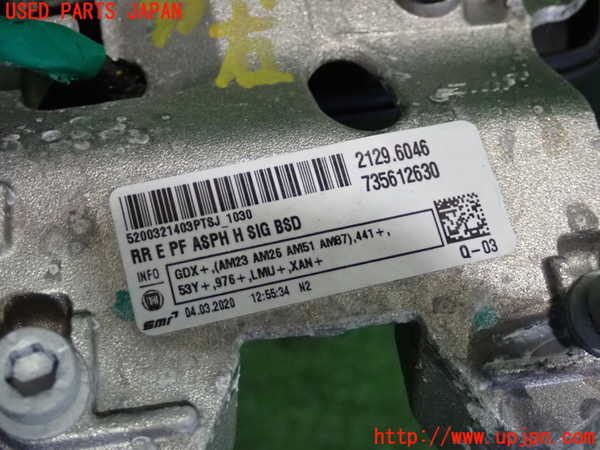 USED PARTS JAPAN
2129.6046
735612630
5200321403PTSJ_1030
RR E PF ASPH H SIG BSD
INFO
GDX+,(AM23 AM26 AM51 AM87),441+,
53Y+,976+,LMU+,XAN+
Q-03
FIAT
smr
04.03.2020 12:55:34 N2
http://www.upjpn.com